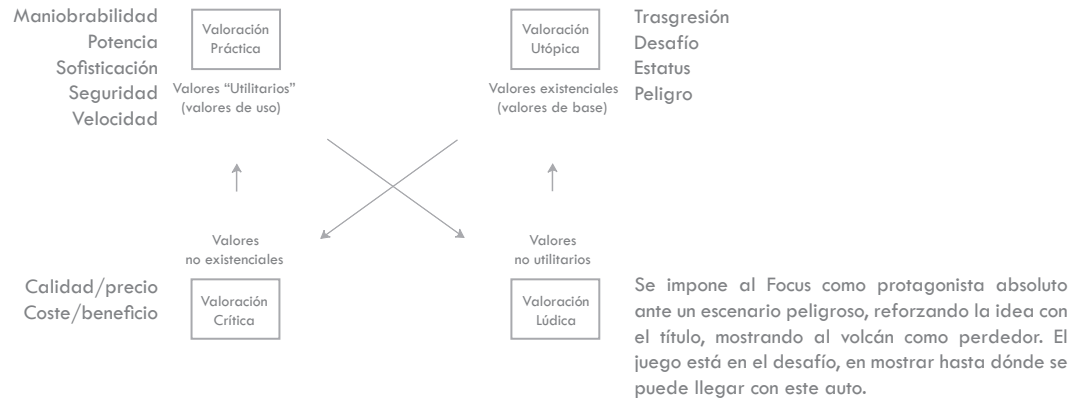 Maniobrabilidad
Potencia
Sofisticación
Seguridad
Velocidad
Valoración
Práctica
Valores “Utilitarios”
(valores de uso)
Valoración
Utópica
Valores existenciales
(valores de base)
Trasgresión
Desafío
Estatus
Peligro
Valores
no existenciales
Valores
no utilitarios
Calidad/precio
Coste/beneficio
Valoración
Crítica
Valoración
Lúdica
Se impone al Focus como protagonista absoluto
ante un escenario peligroso, reforzando la idea con
el título, mostrando al volcán como perdedor. El
juego está en el desafío, en mostrar hasta dónde se
puede llegar con este auto.